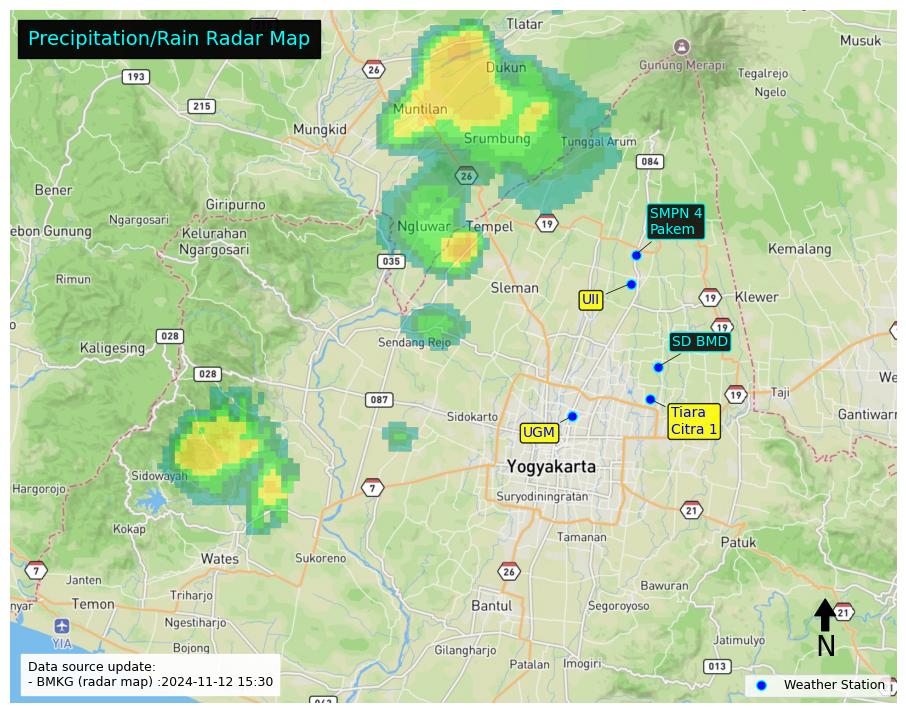 Precipitation/Rain Radar Map
Tlatar
Musuk
26
193
215
Dukun
Gunung Merapi
Tegalrejo
Ngelo
Muntilan
Mungkid
Srumbung
Tunggal Arum
084
26
Bener
Giripurno
Ngargosari
ebon Gunung
Kelurahan
Ngargosari
Ngluwar
Tempel
19
SMPN 4
Pakem
Kemalang
035
Rimun
Sleman
UII
19
Klewer
19
028
Sendang Rejo
SD BMD
Kaligesing
028
We
087
Sidokarto
Tiara
Citra 1
19
Taji
Gantiwarn
UGM
Yogyakarta
Sidowayah
Hargorojo
7
Suryodiningratan
21
Kokap
Tamanan
Patuk
Wates
Sukoreno
7
26
Janten
Triharjo
Bawuran
nyar
Temon
Bantul
Segoroyoso
21
Ngestiharjo
YIA
Bojong
Gilangharjo
Jatimulyo
N
Patalan
Imogiri
013
Data source update:
- BMKG (radar map) :2024-11-12 15:30
Weather Station